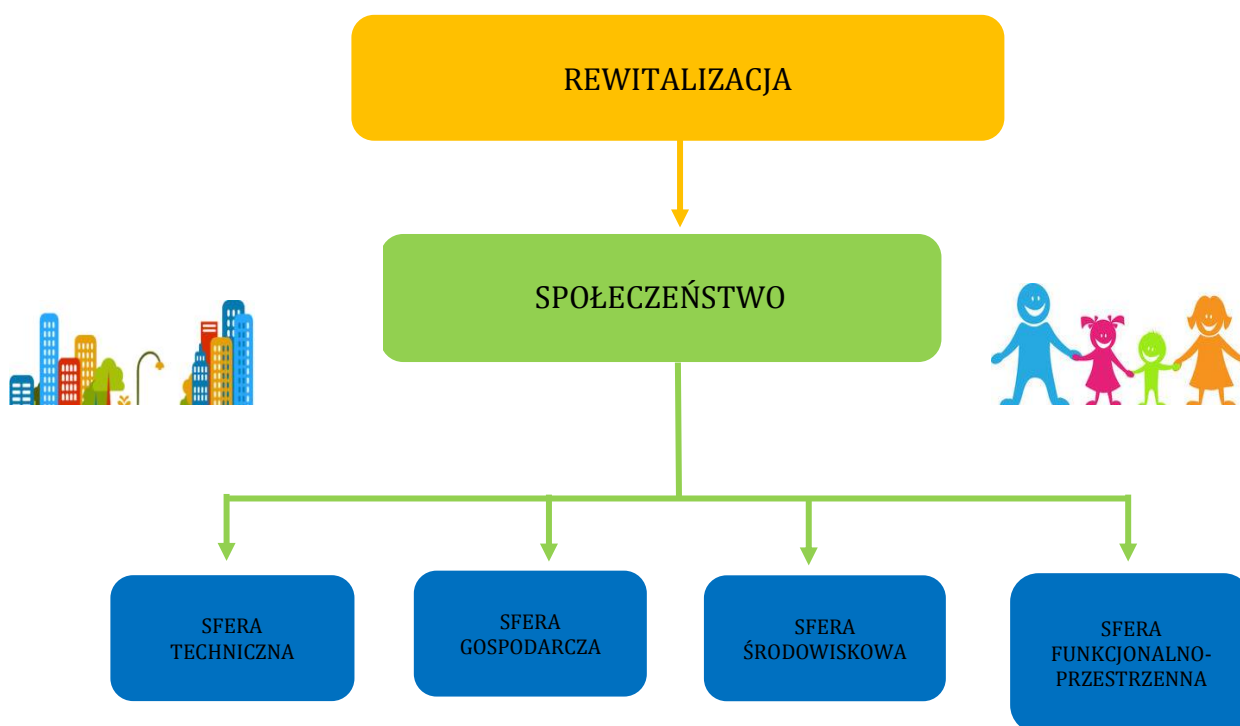 REWITALIZACJA
SPOŁECZEŃSTWO
SFERA
TECHNICZNA
SFERA
GOSPODARCZA
SFERA
ŚRODOWISKOWA
SFERA
FUNKCJONALNO-
PRZESTRZENNA